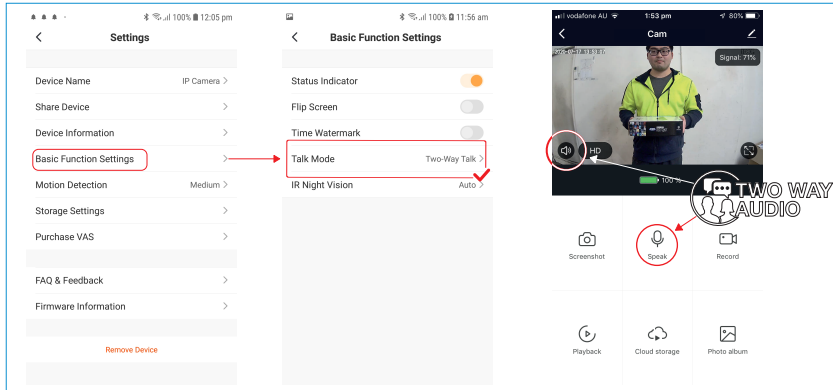 100% 12:05 pm
Settings
Device Name IP Camera
Share Device
Device Information
Basic Function Settings
Motion Detection Medium
Storage Settings
Purchase VAS
FAQ & Feedback
Firmware Information
Remove Device
100% 11:56 am
Basic Function Settings
Status Indicator
Flip Screen
Time Watermark
Talk Mode Two-Way Talk
IR Night Vision Auto
vodafone AU 1:53 pm 80%
Cam
Signal: 71%
HD
100 %
TWO WAY
AUDIO
Screenshot Speak Record
Playback Cloud storage Photo album